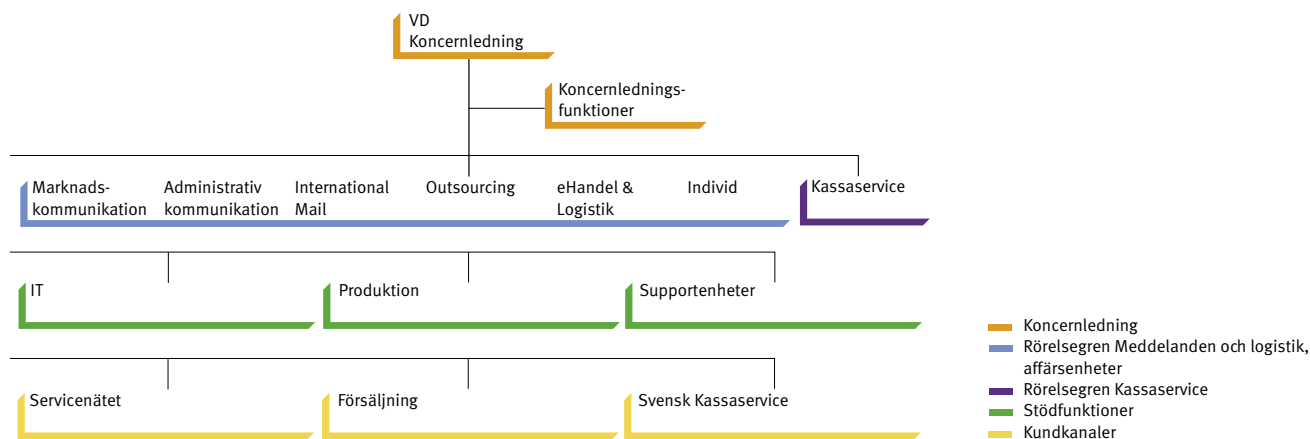 VD
Koncernledning
Koncernlednings-
funktioner
Marknads-
kommunikation
Administrativ
kommunikation
International
Mail
Outsourcing
eHandel &
Logistik
Individ
Kassaservice
IT
Produktion
Supportenheter
Servicenätet
Försäljning
Svensk Kassaservice
Koncernledning
Rörelsegren Meddelanden och logistik,
affärsenheter
Rörelsegren Kassaservice
Stödfunktioner
Kundkanaler